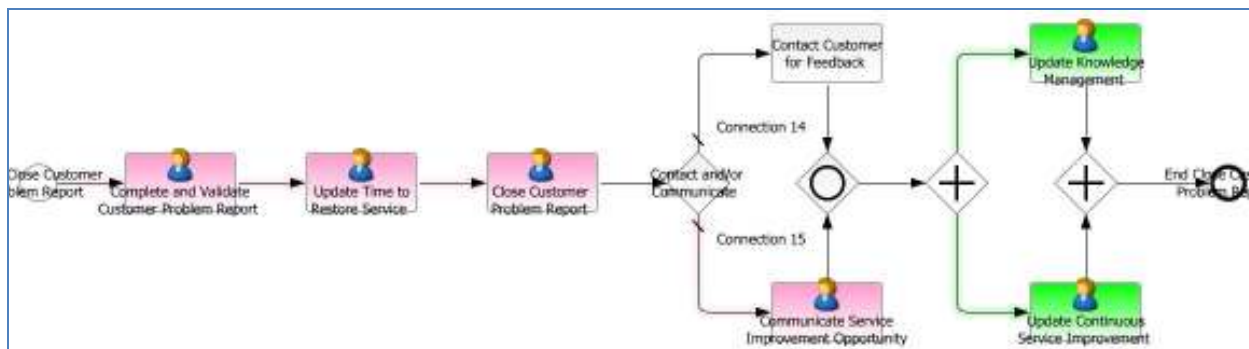 Close Customer
blem Report
Complete and Validate
Customer Problem Report
Update Time to
Restore Service
Close Customer
Problem Report
Contact and/or
Communicate
Connection 14
Connection 15
Contact Customer
for Feedback
Communicate Service
Improvement Opportunity
Update Knowledge
Management
Update Continuous
Service Improvement
End Close Cus
Problem Re